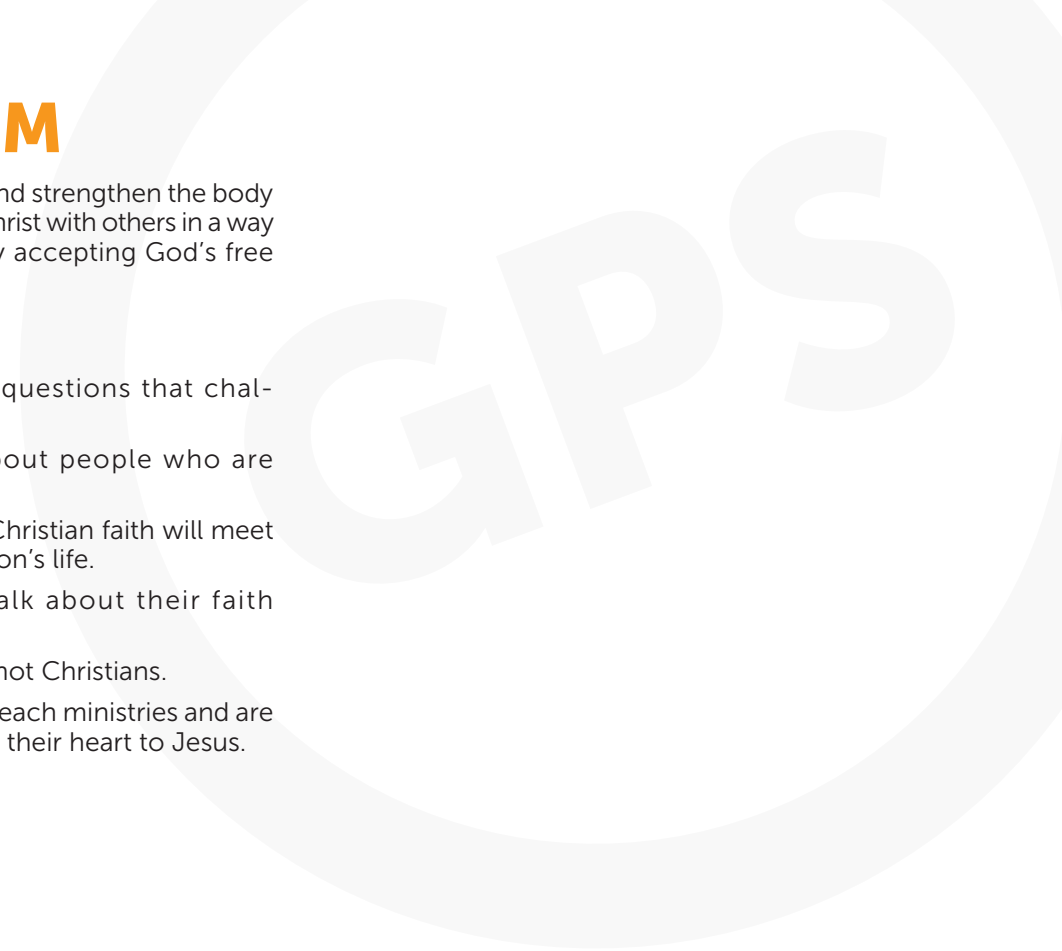 M
nd strengthen the body
hrist with others in a way
y accepting God's free
questions that chal-
bout people who are
Christian faith will meet
on's life.
alk about their faith
not Christians.
each ministries and are
their heart to Jesus.
GPS